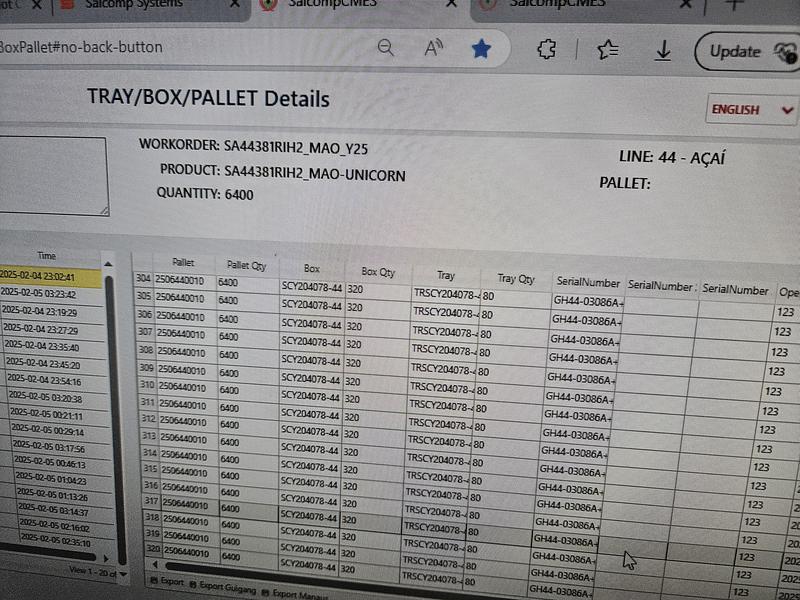 Salcomp Systems
SalcompCMES
SalcompCMES
BoxPallet#no-back-button
Update
TRAY/BOX/PALLET Details
ENGLISH
WORKORDER: SA44381RIH2_MAO_Y25
PRODUCT: SA44381RIH2_MAO-UNICORN
QUANTITY: 6400
LINE: 44 - AÇAÍ
PALLET:
Time
2025-02-04 23:02:41
2025-02-05 03:23:42
2025-02-04 23:19:29
2025-02-04 23:27:29
2025-02-04 23:35:40
2025-02-04 23:45:20
2025-02-04 23:54:16
2025-02-05 03:20:38
2025-02-05 00:21:11
2025-02-05 00:29:14
2025-02-05 03:17:56
2025-02-05 00:46:13
2025-02-05 01:04:23
2025-02-05 01:13:26
2025-02-05 03:14:37
2025-02-05 02:16:02
2025-02-05 02:35:10
View 1 - 20 of
Pallet Pallet Qty Box Box Qty Tray Tray Qty SerialNumber SerialNumber SerialNumber Ope
304 2506440010 6400 SCY204078-44 320 TRSCY204078-4 80 GH44-03086A+ 123
305 2506440010 6400 SCY204078-44 320 TRSCY204078-4 80 GH44-03086A+ 123
306 2506440010 6400 SCY204078-44 320 TRSCY204078-4 80 GH44-03086A+ 123
307 2506440010 6400 SCY204078-44 320 TRSCY204078-4 80 GH44-03086A+ 123
308 2506440010 6400 SCY204078-44 320 TRSCY204078-4 80 GH44-03086A+ 123
309 2506440010 6400 SCY204078-44 320 TRSCY204078-4 80 GH44-03086A+ 123
310 2506440010 6400 SCY204078-44 320 TRSCY204078-4 80 GH44-03086A+ 123
311 2506440010 6400 SCY204078-44 320 TRSCY204078-4 80 GH44-03086A+ 123
312 2506440010 6400 SCY204078-44 320 TRSCY204078-4 80 GH44-03086A+ 123
313 2506440010 6400 SCY204078-44 320 TRSCY204078-4 80 GH44-03086A+ 123
314 2506440010 6400 SCY204078-44 320 TRSCY204078-4 80 GH44-03086A+ 123
315 2506440010 6400 SCY204078-44 320 TRSCY204078-4 80 GH44-03086A+ 123
316 2506440010 6400 SCY204078-44 320 TRSCY204078-4 80 GH44-03086A+ 123
317 2506440010 6400 SCY204078-44 320 TRSCY204078-4 80 GH44-03086A+ 123
318 2506440010 6400 SCY204078-44 320 TRSCY204078-4 80 GH44-03086A+ 123
319 2506440010 6400 SCY204078-44 320 TRSCY204078-4 80 GH44-03086A+ 123
320 2506440010 6400
Export Export Guigang Export Manaus